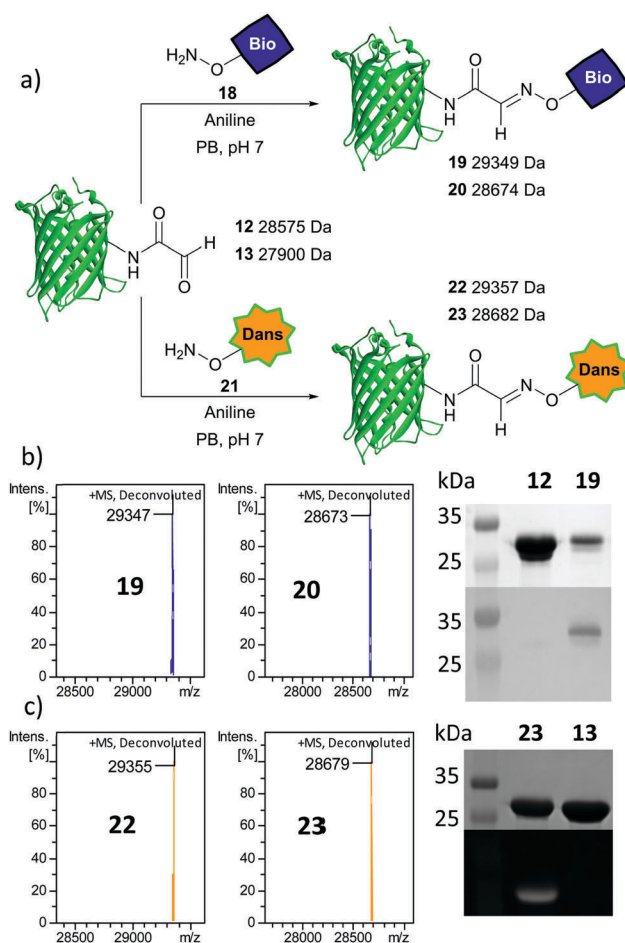 a)
H₂N
O
Bio
18
Aniline
PB, pH 7
O
NH
N
O
H
Bio
19 29349 Da
20 28674 Da
O
H
NH
O
12 28575 Da
13 27900 Da
22 29357 Da
23 28682 Da
H₂N
O
Dans
21
Aniline
PB, pH 7
O
NH
N
O
H
Dans
b)
Intens.
[%]
+MS, Deconvoluted
29347
80
60
40
20
0
19
28500 29000 m/z
Intens.
[%]
+MS, Deconvoluted
28673
80
60
40
20
0
20
28000 28500 m/z
kDa 12 19
35
25
35
25
c)
Intens.
[%]
+MS, Deconvoluted
29355
80
60
40
20
0
22
28500 29000 m/z
Intens.
[%]
+MS, Deconvoluted
28679
80
60
40
20
0
23
28000 28500 m/z
kDa 23 13
35
25